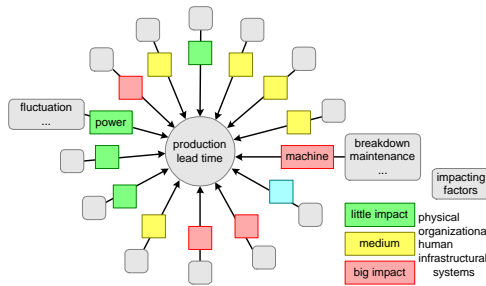 fluctuation
...
power
production
lead time
machine
breakdown
maintenance
...
impacting
factors
little impact
medium
big impact
physical
organizational
human
infrastructural
systems